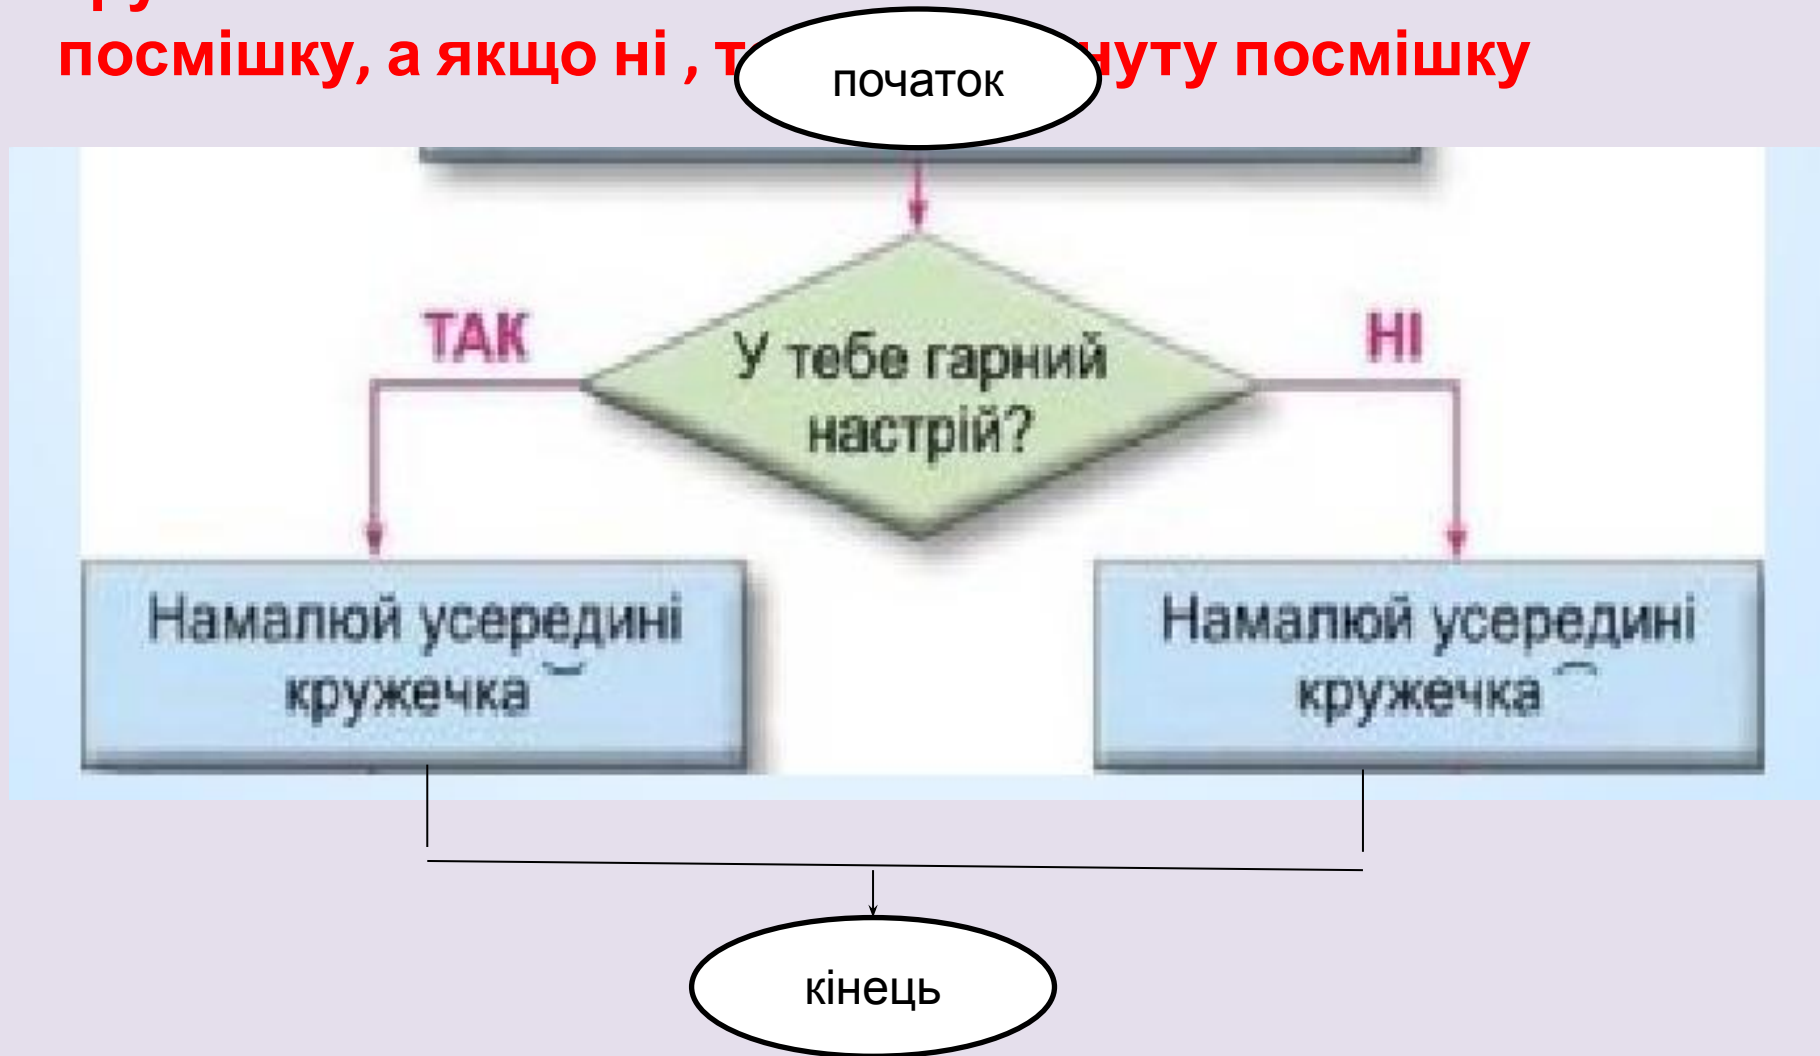 посмішку, а якщо ні , нуту посмішку
початок
ТАК
НІ
У тебе гарний
настрій?
Намалюй усередині
кружечка
Намалюй усередині
кружечка
кінець